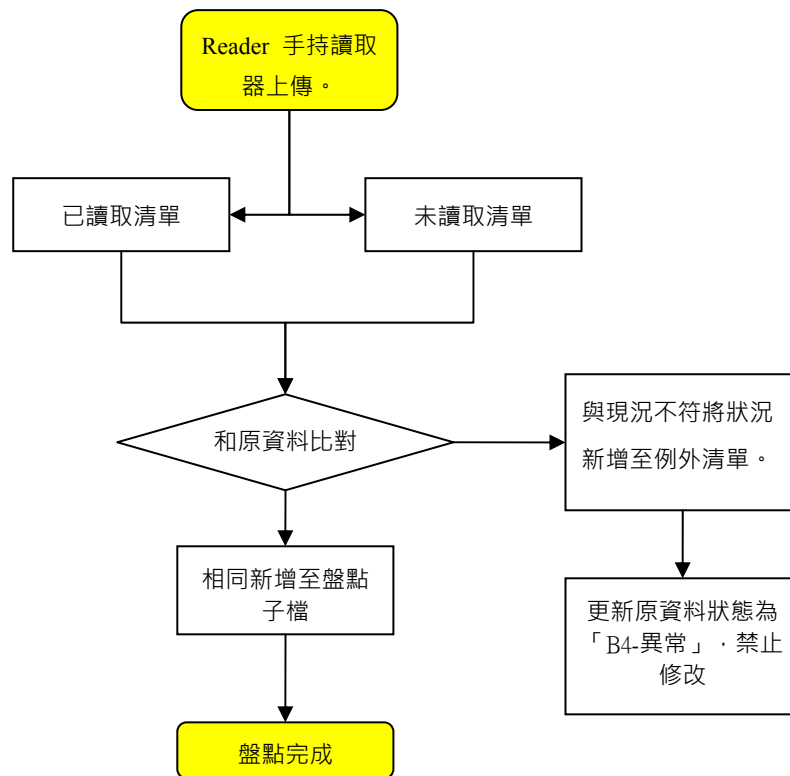 Reader 手持讀取
器上傳。
已讀取清單
未讀取清單
和原資料比對
與現況不符將狀況
新增至例外清單。
相同新增至盤點
子檔
更新原資料狀態為
「B4-異常」，禁止
修改
盤點完成